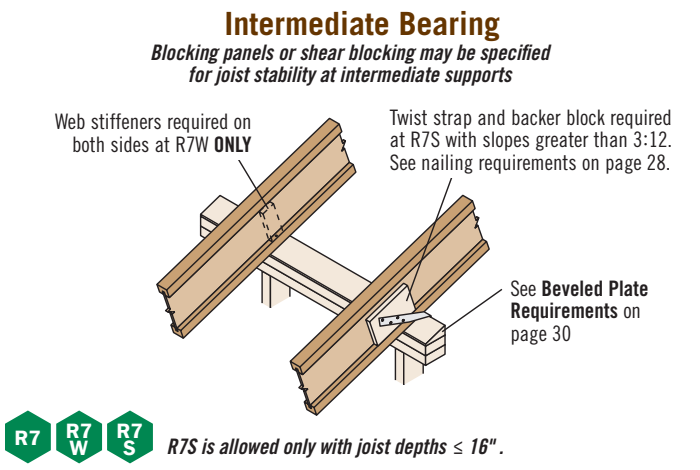 Intermediate Bearing
Blocking panels or shear blocking may be specified
for joist stability at intermediate supports
Web stiffeners required on
both sides at R7W ONLY
Twist strap and backer block required
at R7S with slopes greater than 3:12.
See nailing requirements on page 28.
See Beveled Plate
Requirements on
page 30
R7
R7
W
R7
S
R7S is allowed only with joist depths ≤ 16" .